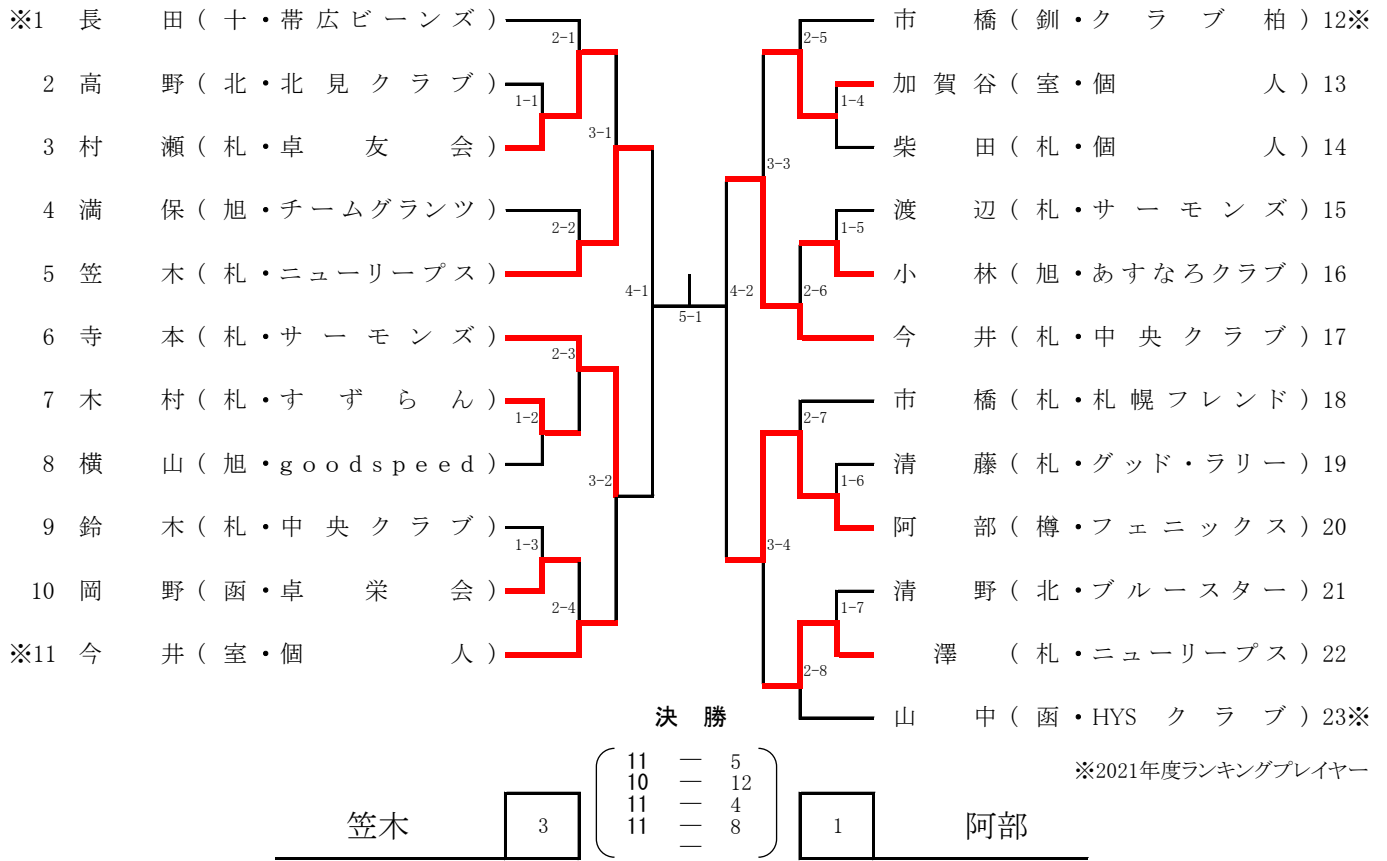 ※1 長田(十・帯広ビーンズ)
2 高野(北・北見クラブ)
3 村瀬(札・卓友会)
4 満保(旭・チームグランツ)
5 笠木(札・ニューリープス)
6 寺本(札・サーモンズ)
7 木村(札・すずらん)
8 横山(旭・goodspeed)
9 鈴木(札・中央クラブ)
10 岡野(函・卓栄会)
※11 今井(室・個人)
2-1
1-1
3-1
2-2
4-1
2-3
1-2
3-2
1-3
2-4
5-1
市橋(釧・クラブ柏)12※
加賀谷(室・個人)13
柴田(札・個人)14
渡辺(札・サーモンズ)15
小林(旭・あすなろクラブ)16
今井(札・中央クラブ)17
市橋(札・札幌フレンド)18
清藤(札・グッド・ラリー)19
阿部(樽・フェニックス)20
清野(北・ブルースター)21
澤(札・ニューリープス)22
山中(函・HYSクラブ)23※
2-5
1-4
3-3
1-5
4-2
2-6
2-7
1-6
3-4
1-7
2-8
※2021年度ランキングプレイヤー
決勝
11 — 5
10 — 12
11 — 4
11 — 8
—
笠木 3
1 阿部